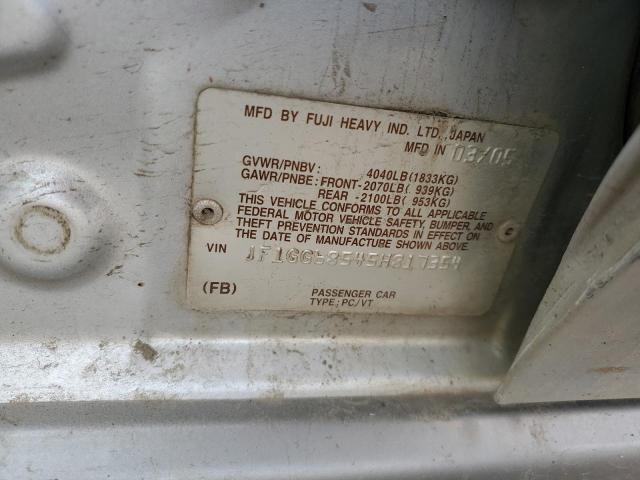 MFD BY FUJI HEAVY IND. LTD., JAPAN
MFD IN 03/05
GVWR/PNBV: 4040LB(1833KG)
GAWR/PNBE: FRONT-2070LB( 939KG)
REAR -2100LB( 953KG)
THIS VEHICLE CONFORMS TO ALL APPLICABLE
FEDERAL MOTOR VEHICLE SAFETY, BUMPER, AND
THEFT PREVENTION STANDARDS IN EFFECT ON
THE DATE OF MANUFACTURE SHOWN ABOVE.
VIN
(FB) PASSENGER CAR
TYPE; PC/VT